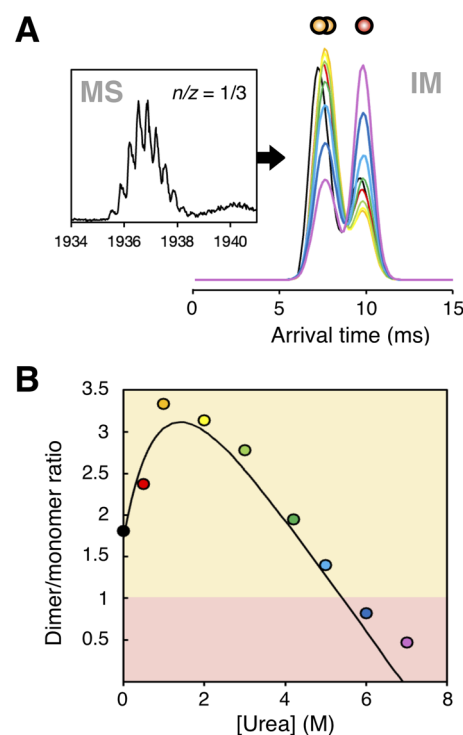 A
MS
n/z = 1/3
IM
1934 1936 1938 1940
0 5 10 15
Arrival time (ms)
B
3.5
3
2.5
2
1.5
1
0.5
Dimer/monomer ratio
0 2 4 6 8
[Urea] (M)